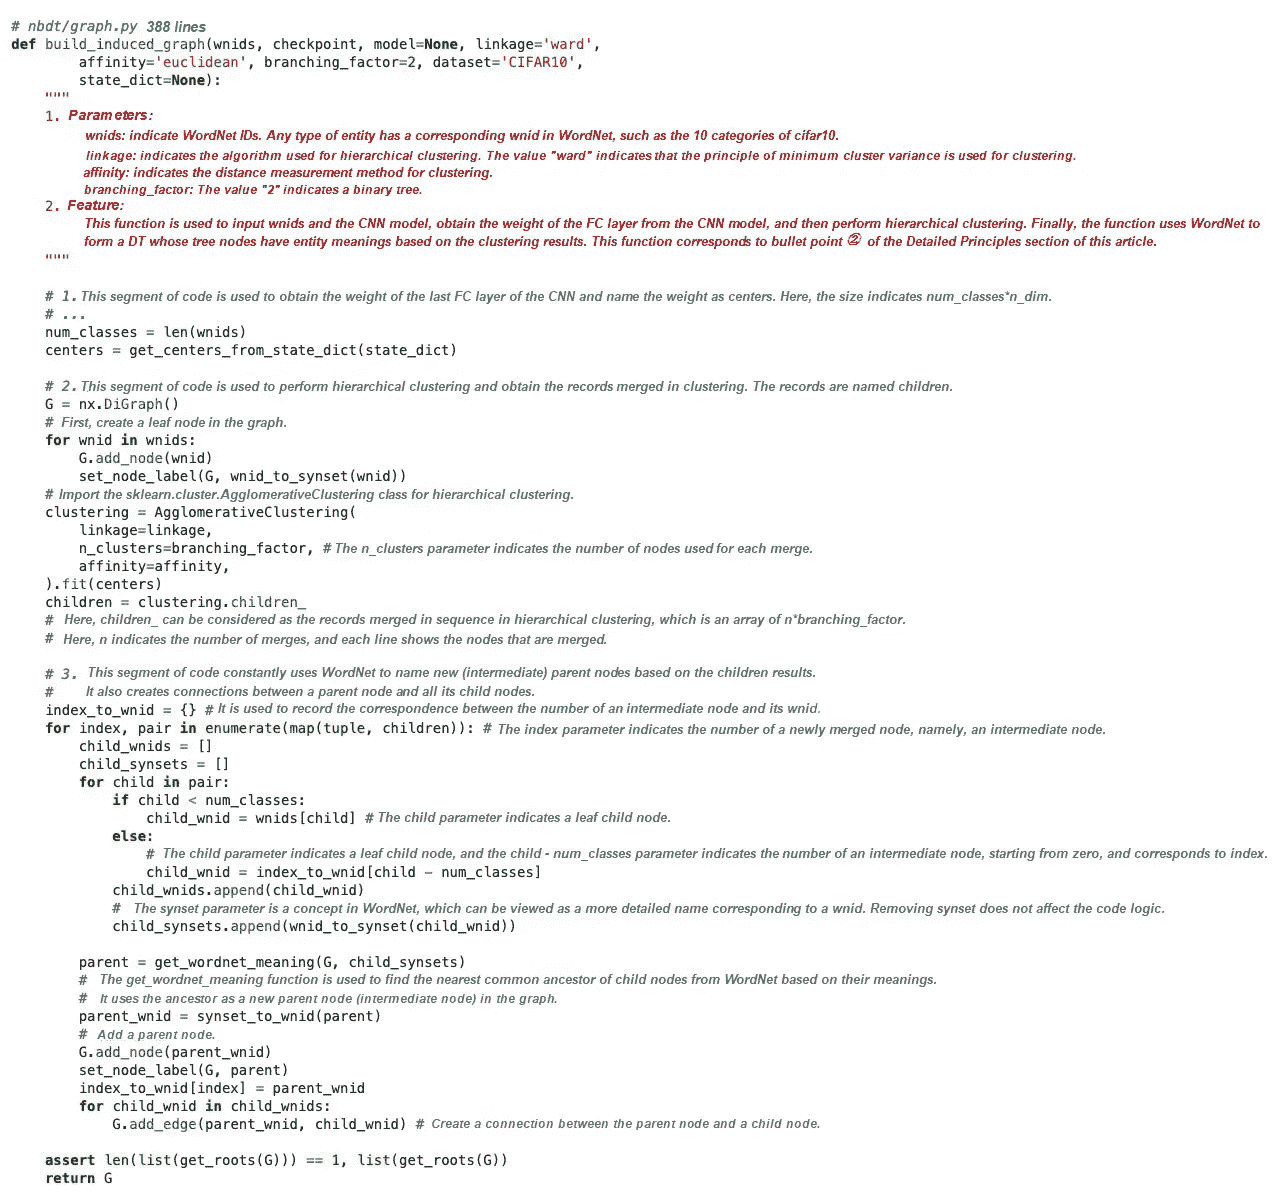 # nbdt/graph.py 388 lines
def build_induced_graph(wnids, checkpoint, model=None, linkage='ward',
        affinity='euclidean', branching_factor=2, dataset='CIFAR10',
        state_dict=None):
    """
    1. Parameters:
        wnids: indicate WordNet IDs. Any type of entity has a corresponding wnid in WordNet, such as the 10 categories of cifar10.
        linkage: indicates the algorithm used for hierarchical clustering. The value "ward" indicates that the principle of minimum cluster variance is used for clustering.
        affinity: indicates the distance measurement method for clustering.
        branching_factor: The value "2" indicates a binary tree.
    2. Feature:
        This function is used to input wnids and the CNN model, obtain the weight of the FC layer from the CNN model, and then perform hierarchical clustering. Finally, the function uses WordNet to
        form a DT whose tree nodes have entity meanings based on the clustering results. This function corresponds to bullet point ② of the Detailed Principles section of this article.
    """

    # 1. This segment of code is used to obtain the weight of the last FC layer of the CNN and name the weight as centers. Here, the size indicates num_classes*n_dim.
    # ...
    num_classes = len(wnids)
    centers = get_centers_from_state_dict(state_dict)

    # 2. This segment of code is used to perform hierarchical clustering and obtain the records merged in clustering. The records are named children.
    G = nx.DiGraph()
    # First, create a leaf node in the graph.
    for wnid in wnids:
        G.add_node(wnid)
        set_node_label(G, wnid_to_synset(wnid))
    # Import the sklearn.cluster.AgglomerativeClustering class for hierarchical clustering.
    clustering = AgglomerativeClustering(
        linkage=linkage,
        n_clusters=branching_factor, # The n_clusters parameter indicates the number of nodes used for each merge.
        affinity=affinity,
    ).fit(centers)
    children = clustering.children_
    # Here, children_ can be considered as the records merged in sequence in hierarchical clustering, which is an array of n*branching_factor.
    # Here, n indicates the number of merges, and each line shows the nodes that are merged.

    # 3. This segment of code constantly uses WordNet to name new (intermediate) parent nodes based on the children results.
    #    It also creates connections between a parent node and all its child nodes.
    index_to_wnid = {} # It is used to record the correspondence between the number of an intermediate node and its wnid.
    for index, pair in enumerate(map(tuple, children)): # The index parameter indicates the number of a newly merged node, namely, an intermediate node.
        child_wnids = []
        child_synsets = []
        for child in pair:
            if child < num_classes:
                child_wnid = wnids[child] # The child parameter indicates a leaf child node.
            else:
                # The child parameter indicates a leaf child node, and the child - num_classes parameter indicates the number of an intermediate node, starting from zero, and corresponds to index.
                child_wnid = index_to_wnid[child - num_classes]
            child_wnids.append(child_wnid)
            # The synset parameter is a concept in WordNet, which can be viewed as a more detailed name corresponding to a wnid. Removing synset does not affect the code logic.
            child_synsets.append(wnid_to_synset(child_wnid))

        parent = get_wordnet_meaning(G, child_synsets)
        # The get_wordnet_meaning function is used to find the nearest common ancestor of child nodes from WordNet based on their meanings.
        # It uses the ancestor as a new parent node (intermediate node) in the graph.
        parent_wnid = synset_to_wnid(parent)
        # Add a parent node.
        G.add_node(parent_wnid)
        set_node_label(G, parent)
        index_to_wnid[index] = parent_wnid
        for child_wnid in child_wnids:
            G.add_edge(parent_wnid, child_wnid) # Create a connection between the parent node and a child node.

    assert len(list(get_roots(G))) == 1, list(get_roots(G))
    return G